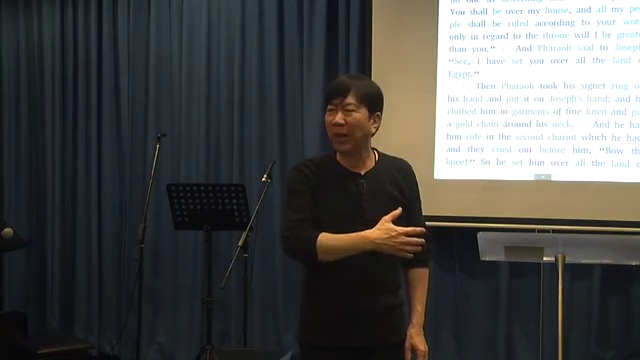 You shall be over my house, and all my peo
ple shall be ruled according to your wor
only in regard to the throne will I be greate
than you." And Pharaoh said to Joseph
"See, I have set you over all the land o
Egypt."
Then Pharaoh took his signet ring o
his hand and put it on Joseph's hand; and he
clothed him in garments of fine linen and pu
a gold chain around his neck. And he ha
him ride in the second chariot which he had
and they cried out before him, "Bow th
knee!" So he set him over all the land o